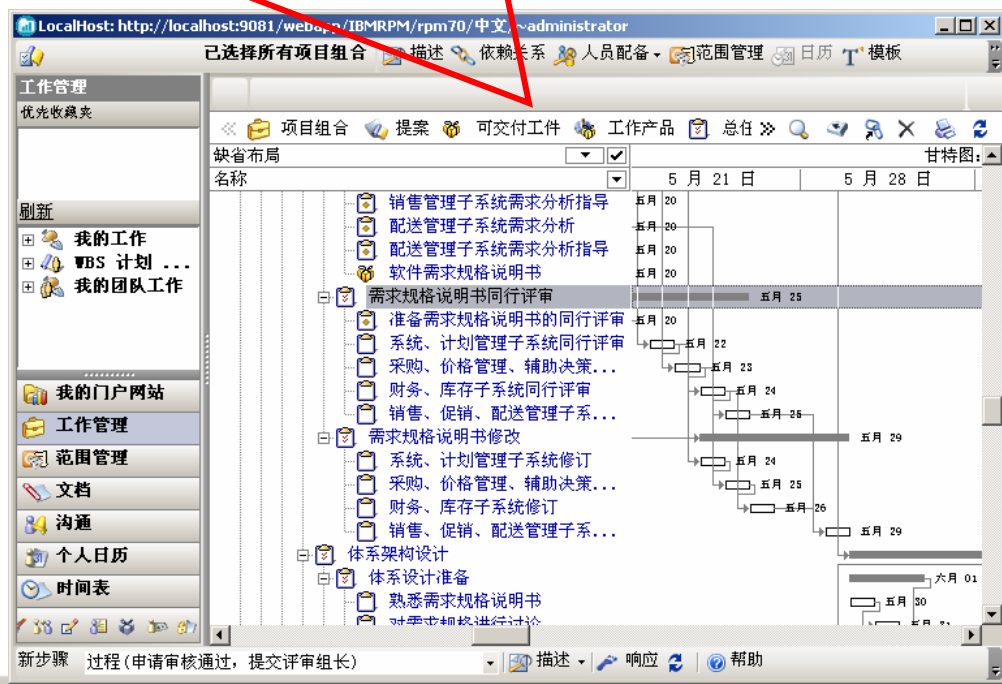 LocalHost: http://localhost:9081/webapp/IBMRPM/rpm70/中文/~administrator
已选择所有项目组合 描述 依赖关系 人员配备 范围管理 日历 模板
工作管理
优先收藏夹
刷新
我的工作
WBS 计划 ...
我的团队工作
我的门户网站
工作管理
范围管理
文档
沟通
个人日历
时间表
项目组合 提案 可交付工件 工作产品 总任
缺省布局 甘特图:
名称 5 月 21 日 5 月 28 日
销售管理子系统需求分析指导 五月 20
配送管理子系统需求分析 五月 20
配送管理子系统需求分析指导 五月 20
软件需求规格说明书 五月 20
需求规格说明书同行评审 五月 25
准备需求规格说明书的同行评审 五月 20
系统、计划管理子系统同行评审 五月 22
采购、价格管理、辅助决策... 五月 23
财务、库存子系统同行评审 五月 24
销售、促销、配送管理子系... 五月 25
需求规格说明书修改 五月 29
系统、计划管理子系统修订 五月 24
采购、价格管理、辅助决策... 五月 25
财务、库存子系统修订 五月 26
销售、促销、配送管理子系... 五月 29
体系架构设计
体系设计准备 六月 01
熟悉需求规格说明书 五月 30
对需求规格进行讨论 五月 31
新步骤 过程(申请审核通过, 提交评审组长) 描述 响应 帮助